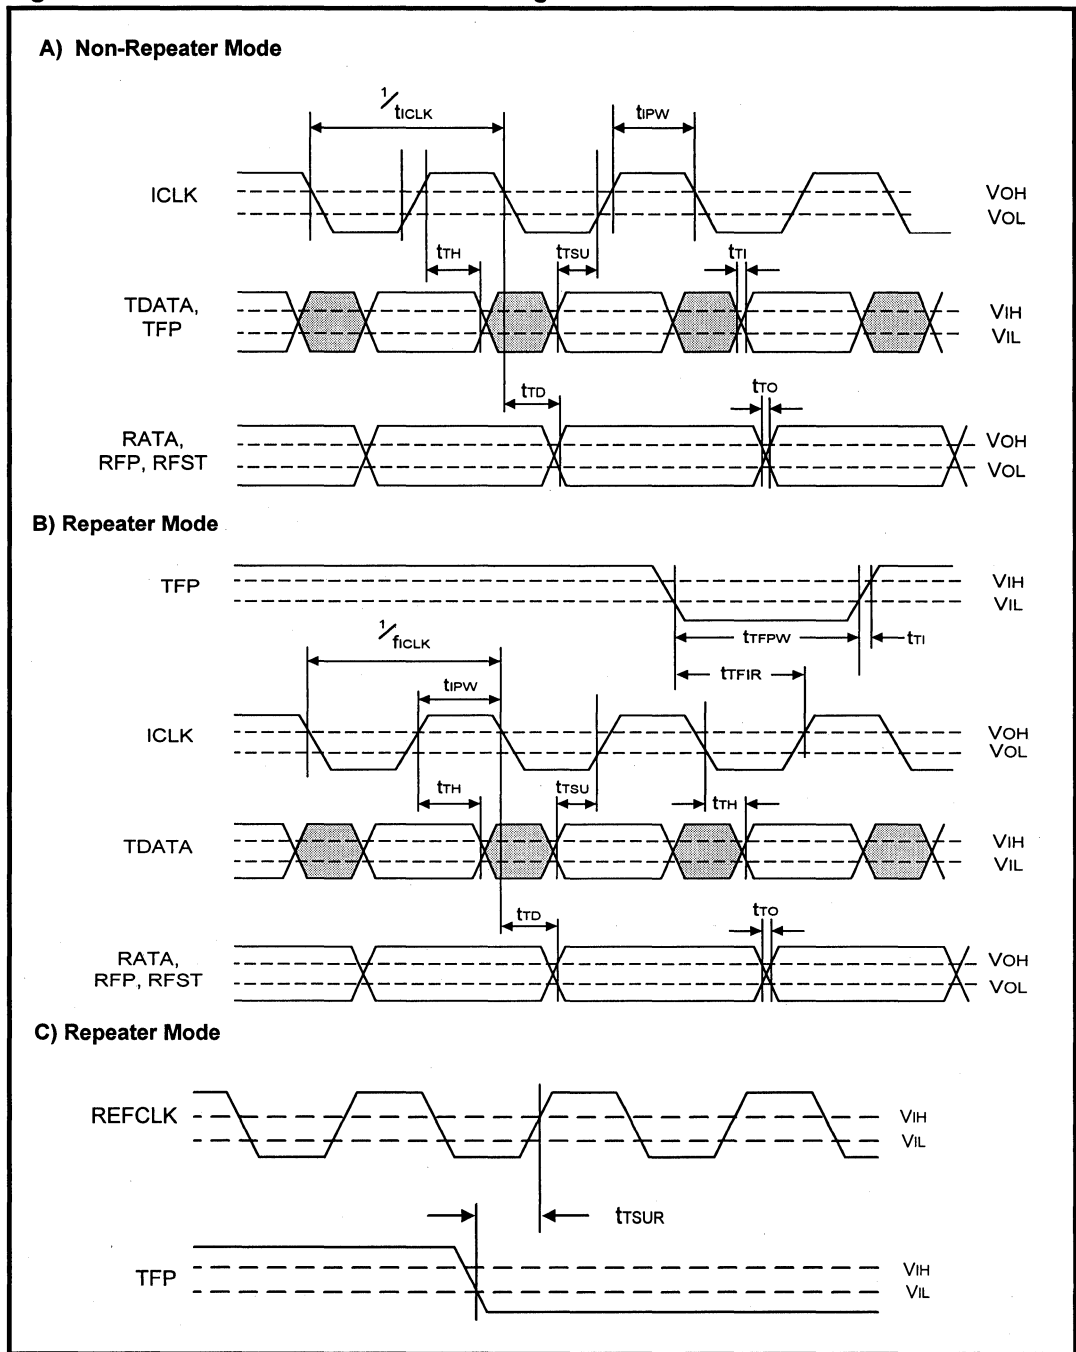 A) Non-Repeater Mode
1/tICLK
tIPW
ICLK
VOH
VOL
tTH
tTSU
tTI
TDATA,
TFP
VIH
VIL
tTD
tTO
RATA,
RFP, RFST
VOH
VOL
B) Repeater Mode
TFP
VIH
VIL
tTFPW
tTI
1/fICLK
tTFIR
tIPW
ICLK
VOH
VOL
tTH
tTSU
tTH
TDATA
VIH
VIL
tTD
tTO
RATA,
RFP, RFST
VOH
VOL
C) Repeater Mode
REFCLK
VIH
VIL
tTSUR
TFP
VIH
VIL